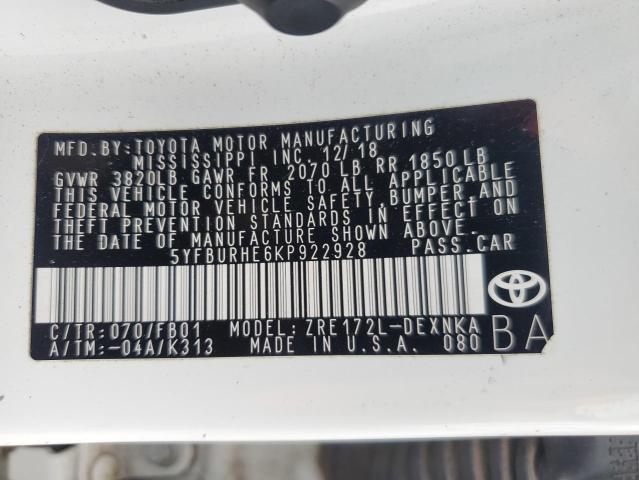 MFD.BY:TOYOTA MOTOR MANUFACTURING
MISSISSIPPI INC. 12/18
GVWR 3820LB GAWR FR 2070 LB RR 1850 LB
THIS VEHICLE CONFORMS TO ALL APPLICABLE
FEDERAL MOTOR VEHICLE SAFETY, BUMPER, AND
THEFT PREVENTION STANDARDS IN EFFECT ON
THE DATE OF MANUFACTURE SHOWN ABOVE.
5YFBURHE6KP922928 PASS.CAR
C/TR:070/FB01 MODEL: ZRE172L-DEXNKA
A/TM:-04A/K313 MADE IN U.S.A. 080 BA